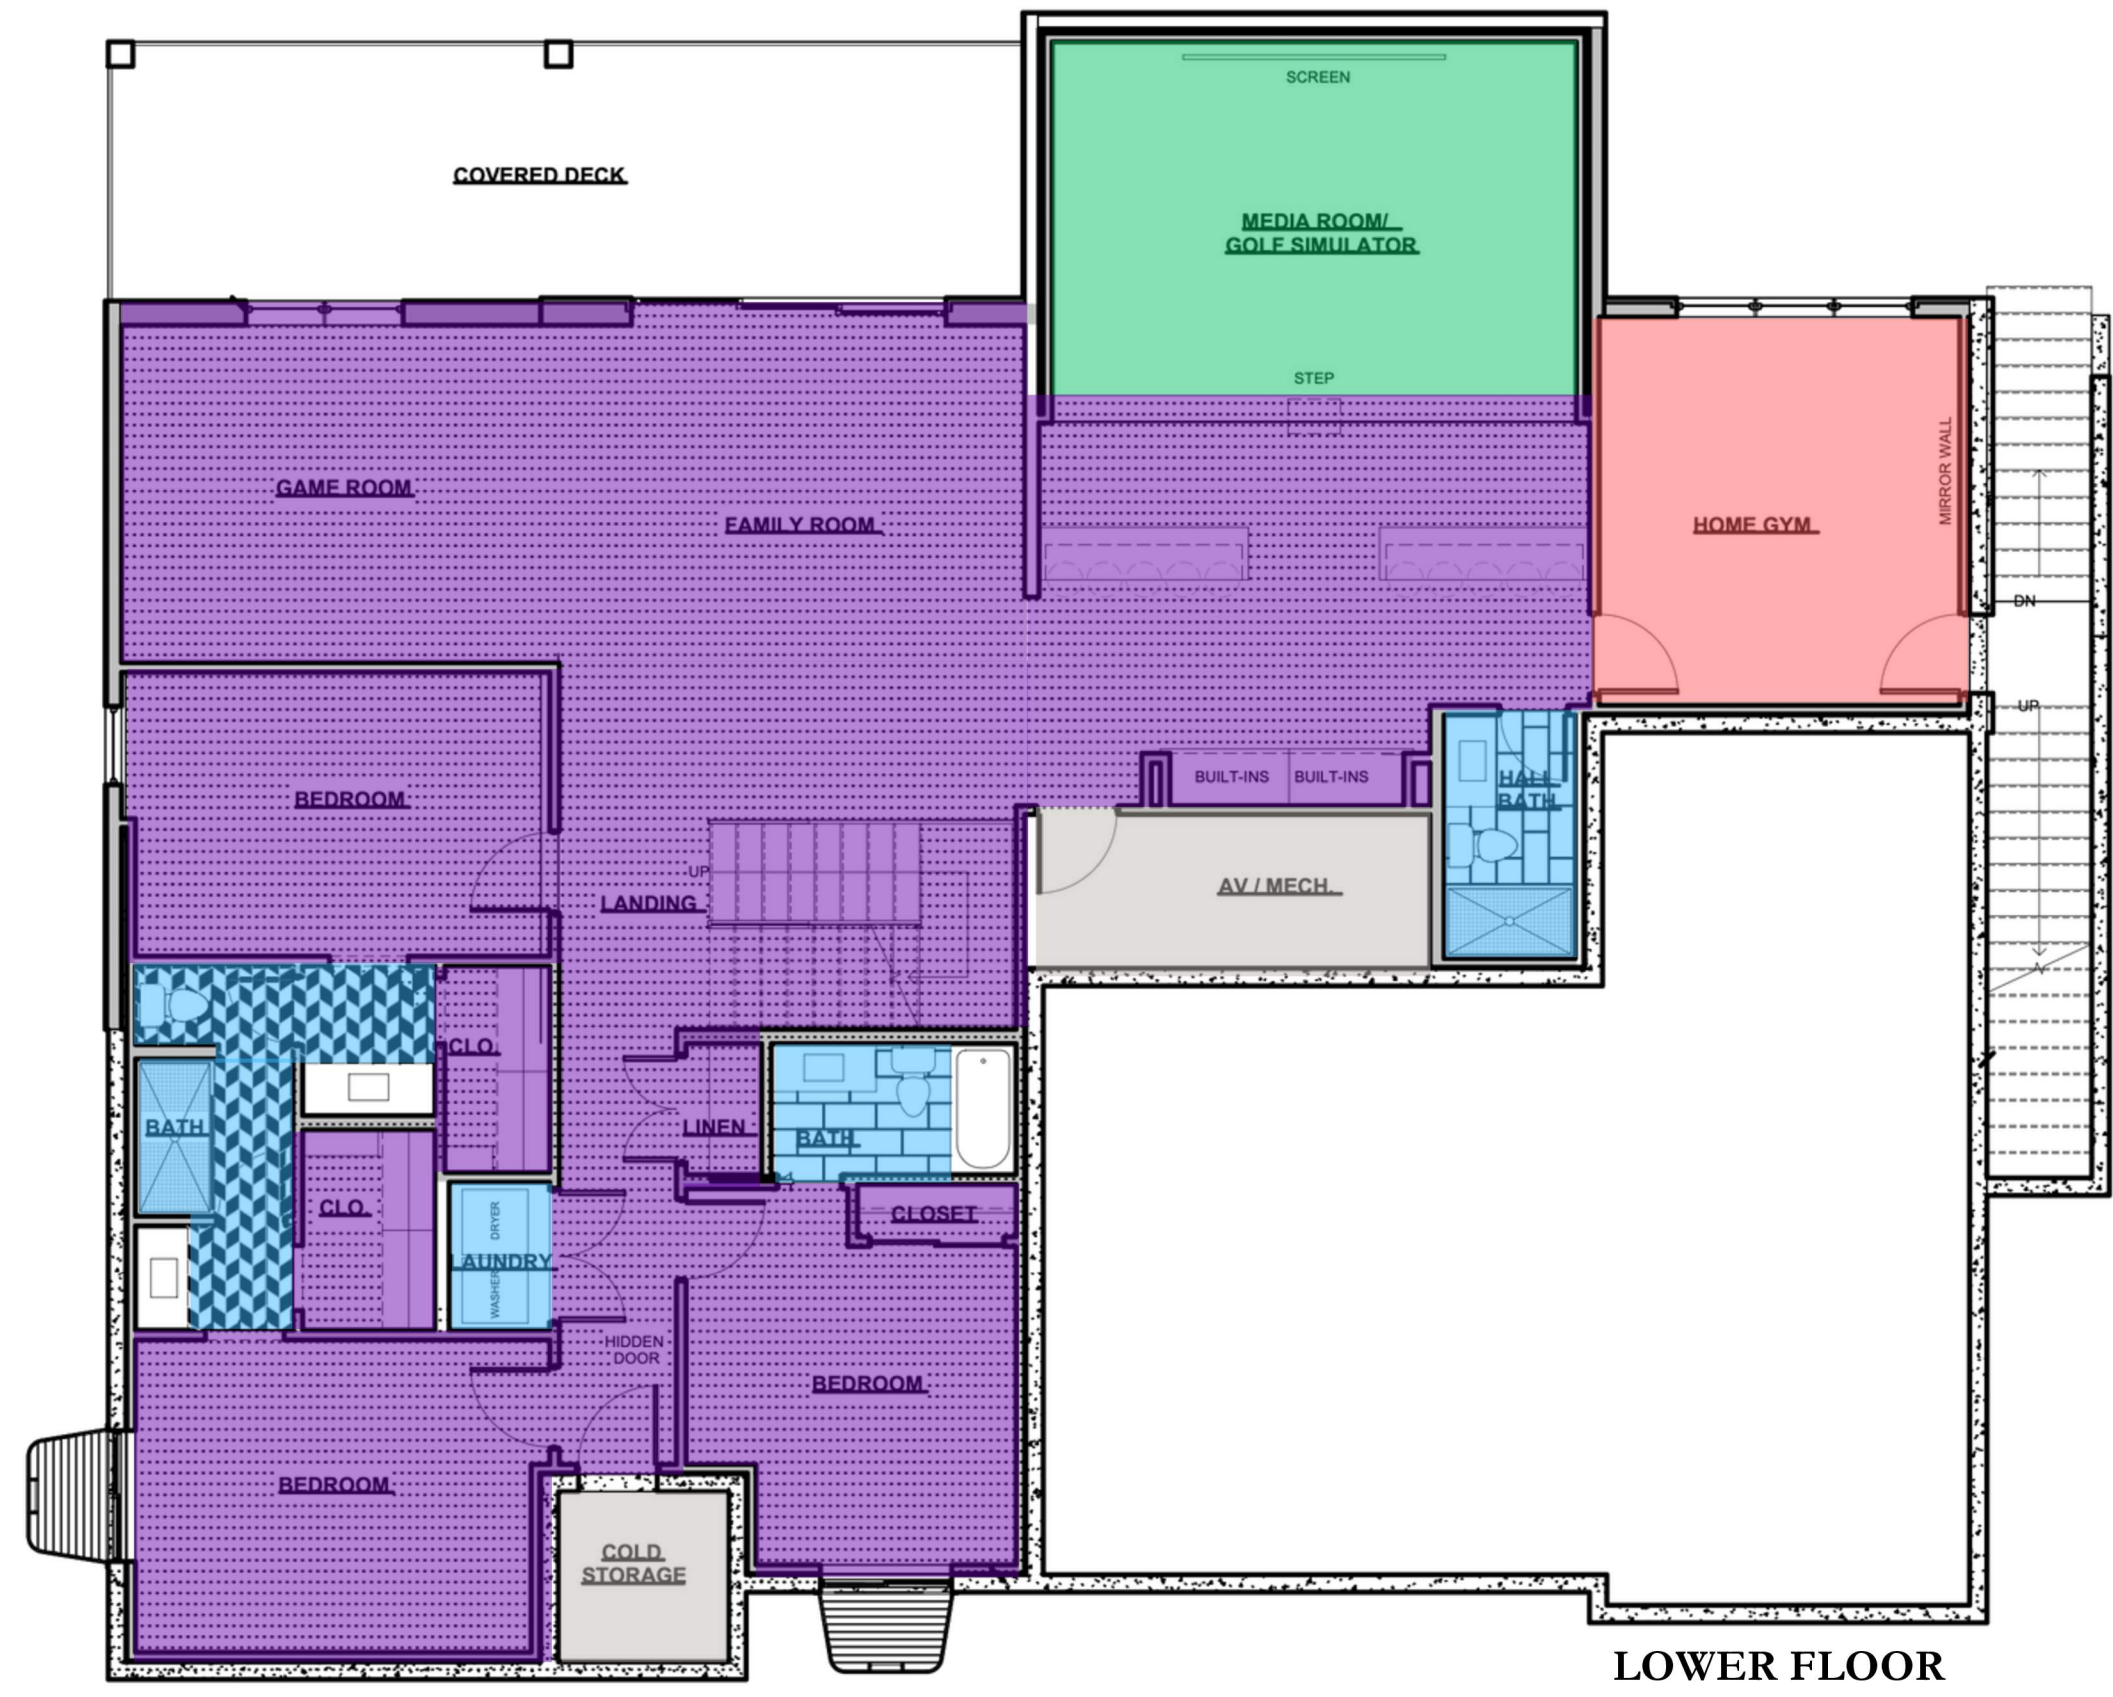 SCREEN
COVERED DECK
MEDIA ROOM/
GOLF SIMULATOR
STEP
MIRROR WALL
GAME ROOM
FAMILY ROOM
HOME GYM
DN
UP
BUILT-INS BUILT-INS
BEDROOM
HALL
BATH
UP
LANDING
AV / MECH.
CLO.
BATH
LINEN
BATH
CLO.
CLOSET
DRYER
LAUNDRY
WASHER
HIDDEN
DOOR
BEDROOM
BEDROOM
COLD
STORAGE
LOWER FLOOR